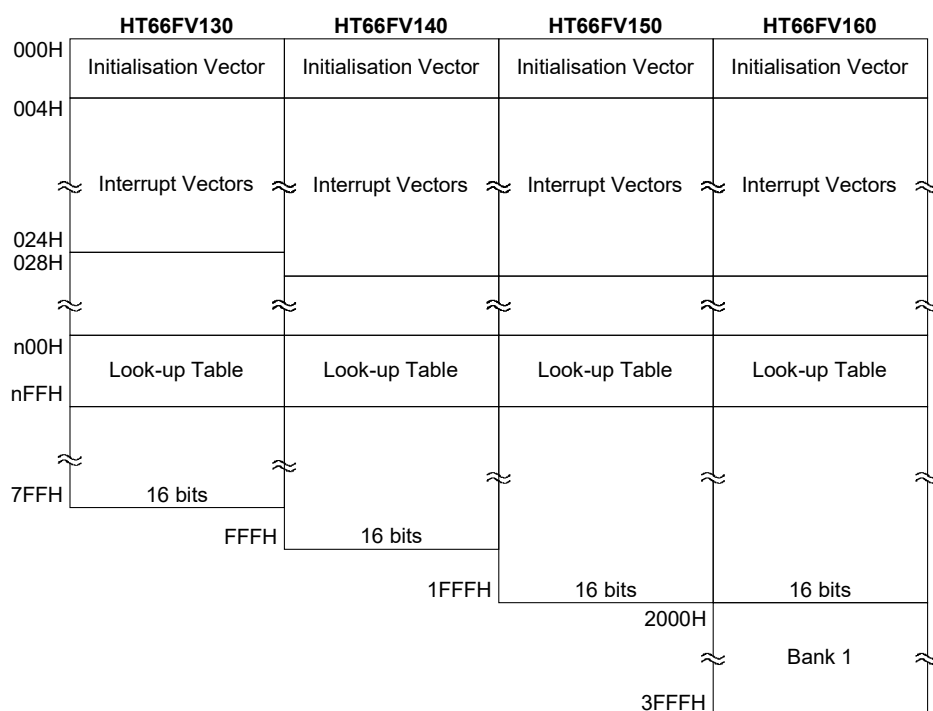 HT66FV130 HT66FV140 HT66FV150 HT66FV160
000H
Initialisation Vector Initialisation Vector Initialisation Vector Initialisation Vector
004H
Interrupt Vectors Interrupt Vectors Interrupt Vectors Interrupt Vectors
024H
028H
n00H
Look-up Table Look-up Table Look-up Table Look-up Table
nFFH
7FFH 16 bits
FFFH 16 bits
1FFFH 16 bits 16 bits
2000H
Bank 1
3FFFH